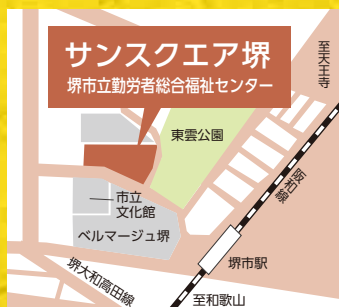 サンスクエア堺
堺市立勤労者総合福祉センター
至天王寺
東雲公園
阪和線
市立
文化館
ベルマージュ堺
堺市駅
堺大和高田線
至和歌山